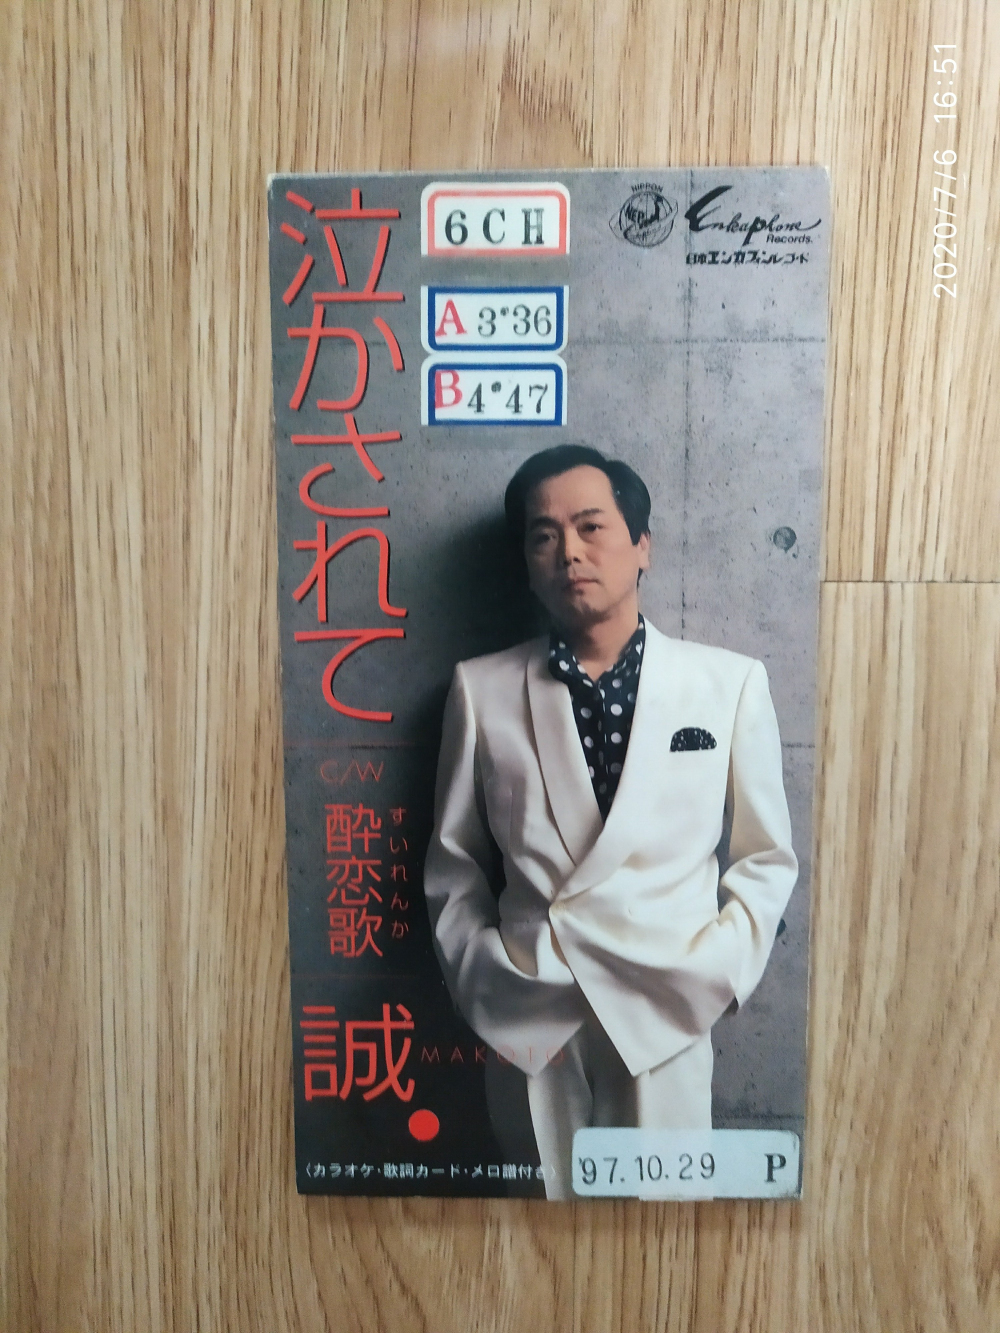 泣かされて
C/W
酔恋歌
すいれんか
誠
MAKOTO
〈カラオケ・歌詞カード・メロ譜付き〉
6CH
A 3・36
B 4・47
NIPPON
Enkaphone
Records.
日本エンカフォンレコード
'97.10.29 P
2020/7/6 16:51